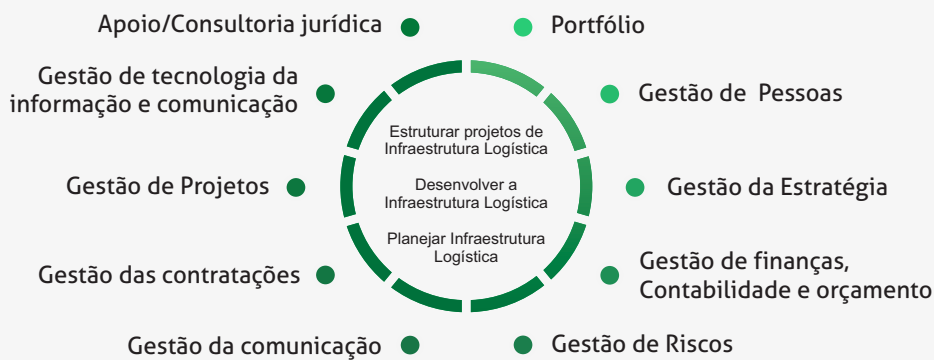 Apoio/Consultoria jurídica
Portfólio
Gestão de tecnologia da
informação e comunicação
Gestão de Pessoas
Estruturar projetos de
Infraestrutura Logística
Gestão de Projetos
Desenvolver a
Infraestrutura Logística
Gestão da Estratégia
Planejar Infraestrutura
Logística
Gestão das contratações
Gestão de finanças,
Contabilidade e orçamento
Gestão da comunicação
Gestão de Riscos